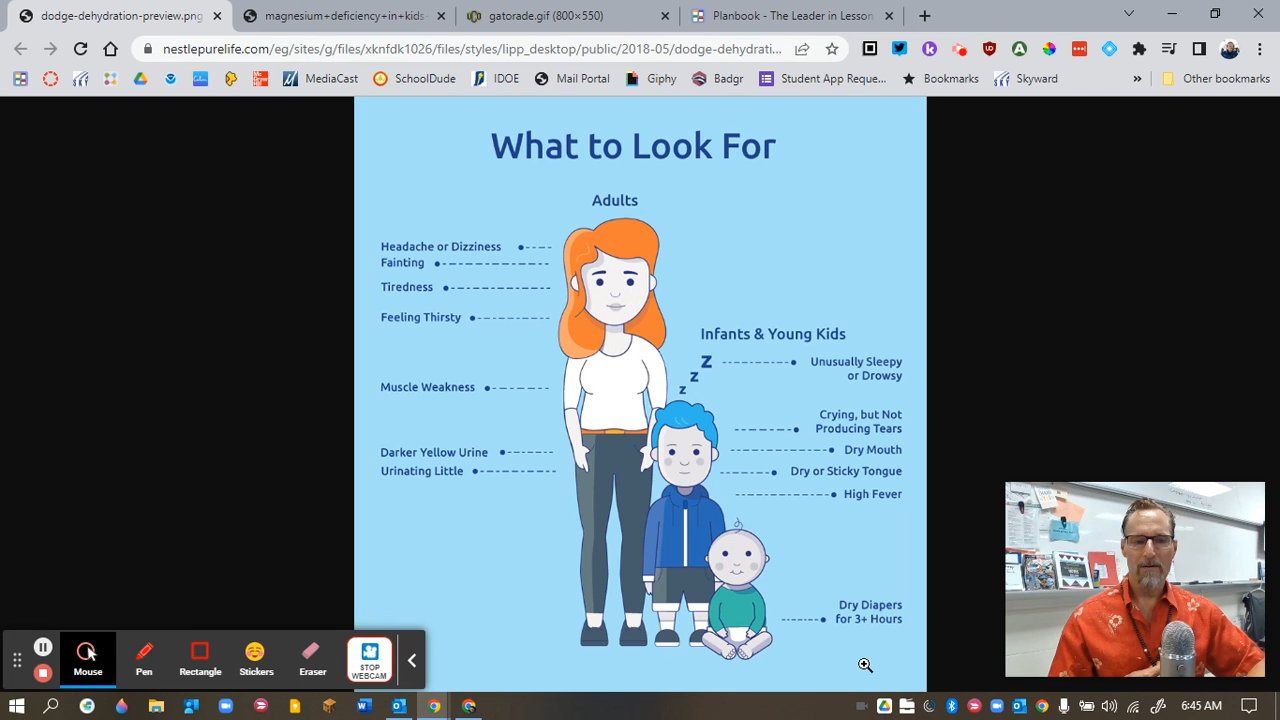 dodge-dehydration-preview.png
magnesium+deficiency+in+kids-
gatorade.gif (800×550)
Planbook - The Leader in Lesson
nestlepurelife.com/eg/sites/g/files/xknfdk1026/files/styles/lipp_desktop/public/2018-05/dodge-dehydrati...
MediaCast
SchoolDude
IDOE
Mail Portal
Giphy
Badgr
Student App Reque...
Bookmarks
Skyward
»
Other bookmarks
What to Look For
Adults
Headache or Dizziness
Fainting
Tiredness
Feeling Thirsty
Muscle Weakness
Darker Yellow Urine
Urinating Little
Infants & Young Kids
z z Z
Unusually Sleepy
or Drowsy
Crying, but Not
Producing Tears
Dry Mouth
Dry or Sticky Tongue
High Fever
Dry Diapers
for 3+ Hours
Mouse
Pen
Rectangle
Stickers
Eraser
STOP
WEBCAM
6:45 AM